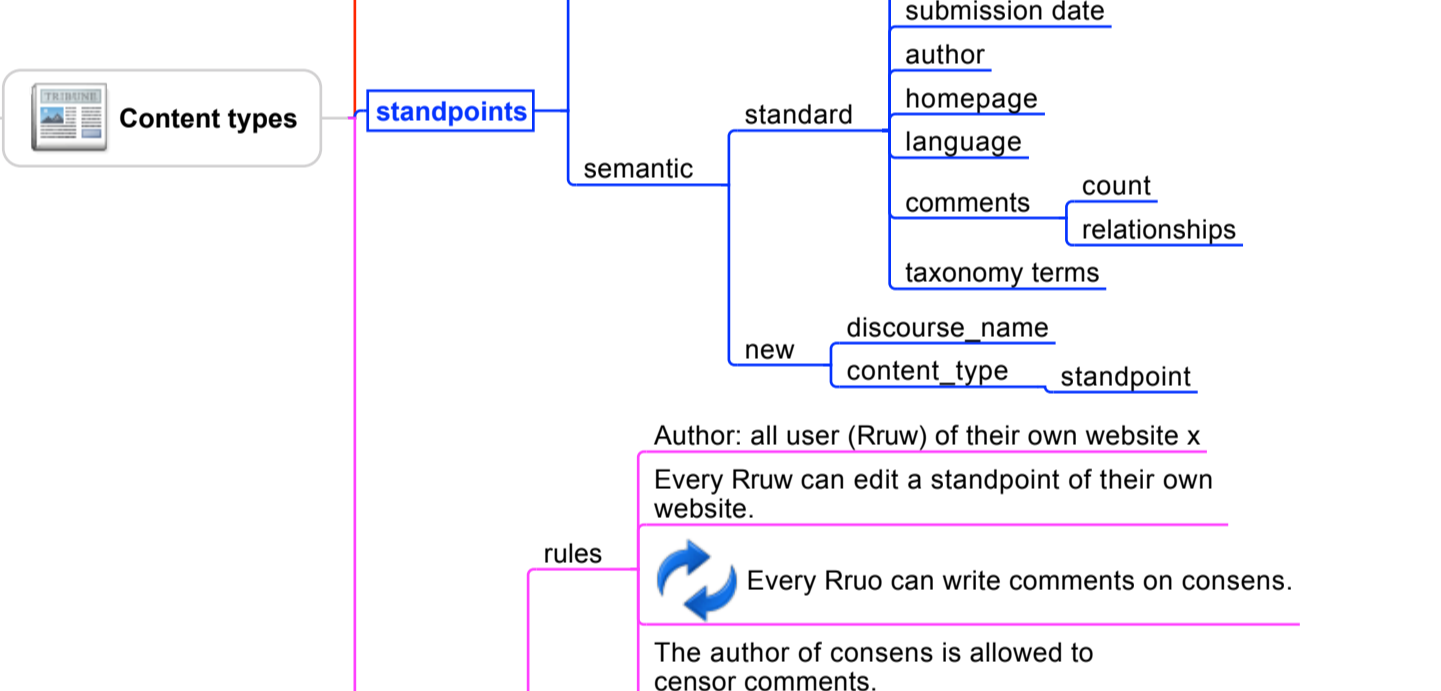 submission date
author
TRIBUNE
homepage
Content types
standpoints
standard
language
semantic
count
comments
relationships
taxonomy terms
discourse_name
new
content_type
standpoint
Author: all user (Rruw) of their own website x
Every Rruw can edit a standpoint of their own
website.
rules
Every Rruo can write comments on consens.
The author of consens is allowed to
censor comments.